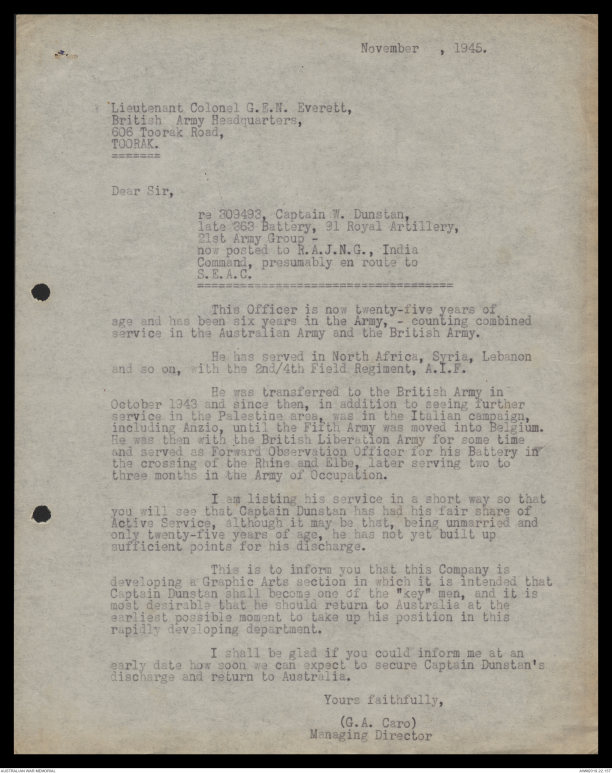 November , 1945.
Lieutenant Colonel G.E.N. Everett,
British Army Headquarters,
606 Toorak Road,
TOORAK.
=======
Dear Sir,
re 309493, Captain W. Dunstan,
late 363 Battery, 91 Royal Artillery,
21st Army Group -
now posted to R.A.J.N.G., India
Command, presumably en route to
S.E.A.C.
================================
This Officer is now twenty-five years of
age and has been six years in the Army, - counting combined
service in the Australian Army and the British Army.
He has served in North Africa, Syria, Lebanon
and so on, with the 2nd/4th Field Regiment, A.I.F.
He was transferred to the British Army in
October 1943 and since then, in addition to seeing further
service in the Palestine area, was in the Italian campaign,
including Anzio, until the Fifth Army was moved into Belgium.
He was then with the British Liberation Army for some time
and served as Forward Observation Officer for his Battery in
the crossing of the Rhine and Elbe, later serving two to
three months in the Army of Occupation.
I am listing his service in a short way so that
you will see that Captain Dunstan has had his fair share of
Active Service, although it may be that, being unmarried and
only twenty-five years of age, he has not yet built up
sufficient points for his discharge.
This is to inform you that this Company is
developing a Graphic Arts section in which it is intended that
Captain Dunstan shall become one of the "key" men, and it is
most desirable that he should return to Australia at the
earliest possible moment to take up his position in this
rapidly developing department.
I shall be glad if you could inform me at an
early date how soon we can expect to secure Captain Dunstan's
discharge and return to Australia.
Yours faithfully,
(G.A. Caro)
Managing Director
AUSTRALIAN WAR MEMORIAL